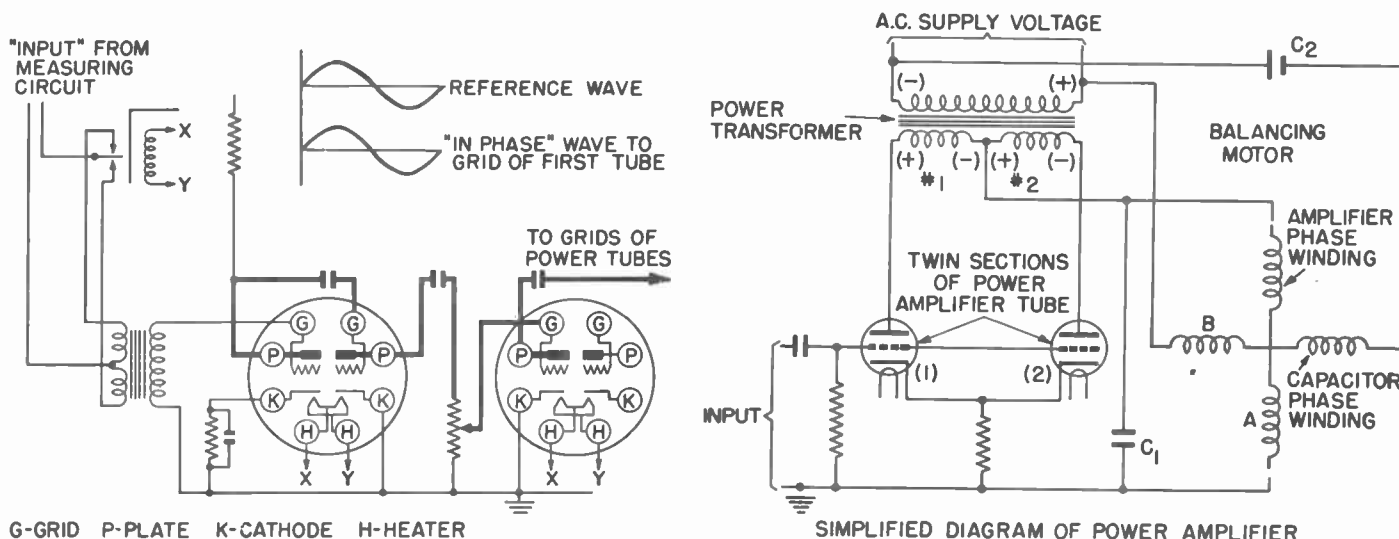 "INPUT" FROM
MEASURING
CIRCUIT
X
Y
REFERENCE WAVE
"IN PHASE" WAVE TO
GRID OF FIRST TUBE
TO GRIDS OF
POWER TUBES
G
G
P
P
K
K
H
H
X
Y
G
G
P
P
K
K
H
H
X
Y
G-GRID P-PLATE K-CATHODE H-HEATER
A.C. SUPPLY VOLTAGE
C2
(-)
(+)
POWER
TRANSFORMER
BALANCING
MOTOR
(+)
(-)
(+)
(-)
#1
#2
AMPLIFIER
PHASE
WINDING
TWIN SECTIONS
OF POWER
AMPLIFIER TUBE
B
(1)
(2)
CAPACITOR
PHASE
WINDING
INPUT
A
C1
SIMPLIFIED DIAGRAM OF POWER AMPLIFIER